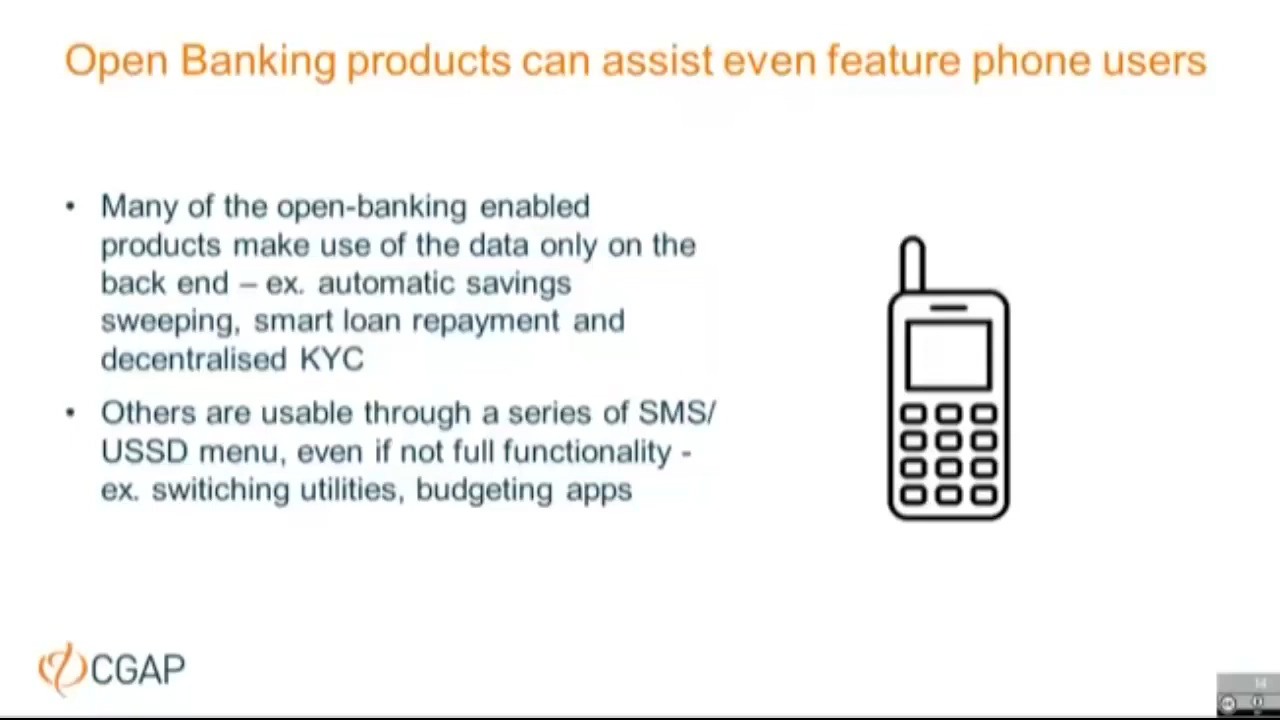 Open Banking products can assist even feature phone users
• Many of the open-banking enabled
products make use of the data only on the
back end – ex. automatic savings
sweeping, smart loan repayment and
decentralised KYC
• Others are usable through a series of SMS/
USSD menu, even if not full functionality -
ex. switiching utilities, budgeting apps
CGAP